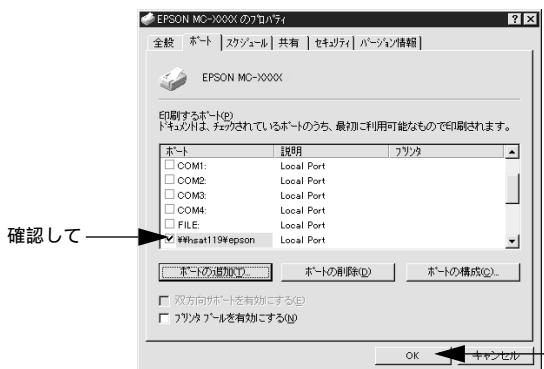 EPSON MC-XXXX のプロパティ
全般 ポート スケジュール 共有 セキュリティ バージョン情報
EPSON MC-XXXX
印刷するポート(P)
ドキュメントは、チェックされているポートのうち、最初に利用可能なもので印刷されます。
ポート 説明 プリンタ
COM1: Local Port
COM2: Local Port
COM3: Local Port
COM4: Local Port
FILE: Local Port
確認して
¥¥hsat119¥epson Local Port
ポートの追加(T)... ポートの削除(D) ポートの構成(C)...
双方向サポートを有効にする(E)
プリンタ プールを有効にする(N)
OK キャンセル